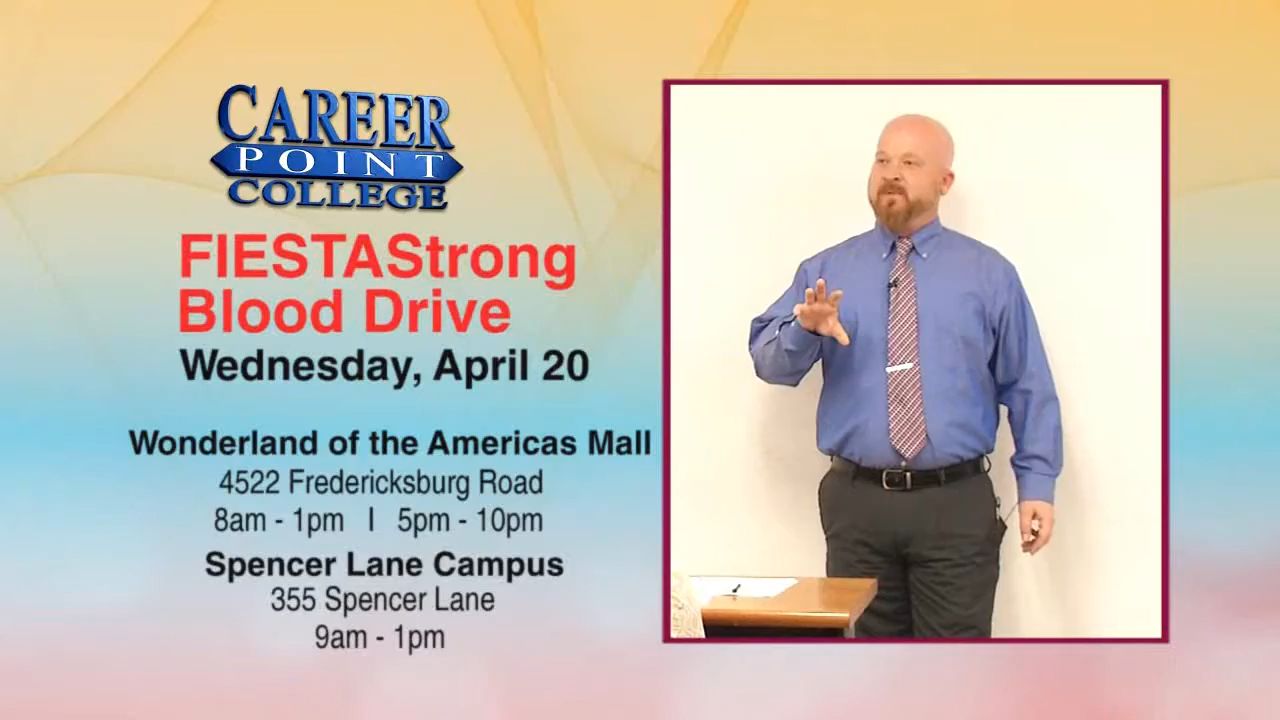 CAREER
POINT
COLLEGE
FIESTAStrong
Blood Drive
Wednesday, April 20
Wonderland of the Americas Mall
4522 Fredericksburg Road
8am - 1pm I 5pm - 10pm
Spencer Lane Campus
355 Spencer Lane
9am - 1pm